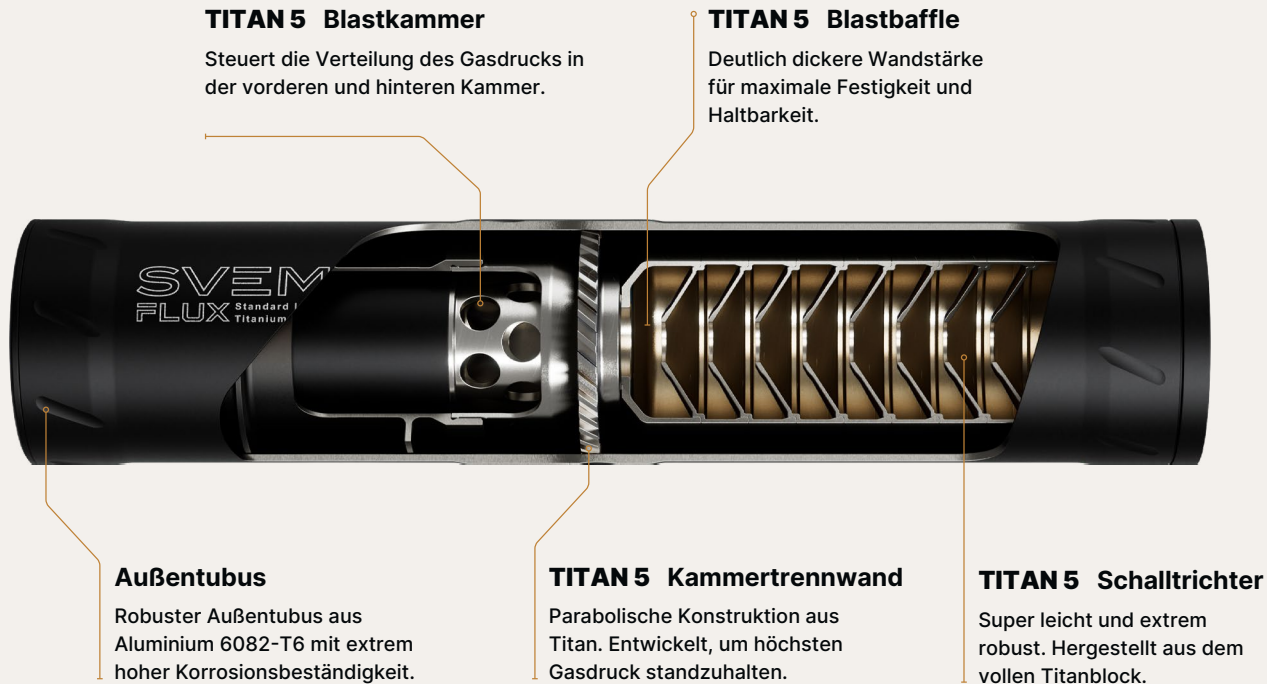 TITAN 5 Blastkammer
Steuert die Verteilung des Gasdrucks in
der vorderen und hinteren Kammer.
TITAN 5 Blastbaffle
Deutlich dickere Wandstärke
für maximale Festigkeit und
Haltbarkeit.
SVEM
FLUX Standard
Titanium
Außentubus
Robuster Außentubus aus
Aluminium 6082-T6 mit extrem
hoher Korrosionsbeständigkeit.
TITAN 5 Kammertrennwand
Parabolische Konstruktion aus
Titan. Entwickelt, um höchsten
Gasdruck standzuhalten.
TITAN 5 Schalltrichter
Super leicht und extrem
robust. Hergestellt aus dem
vollen Titanblock.